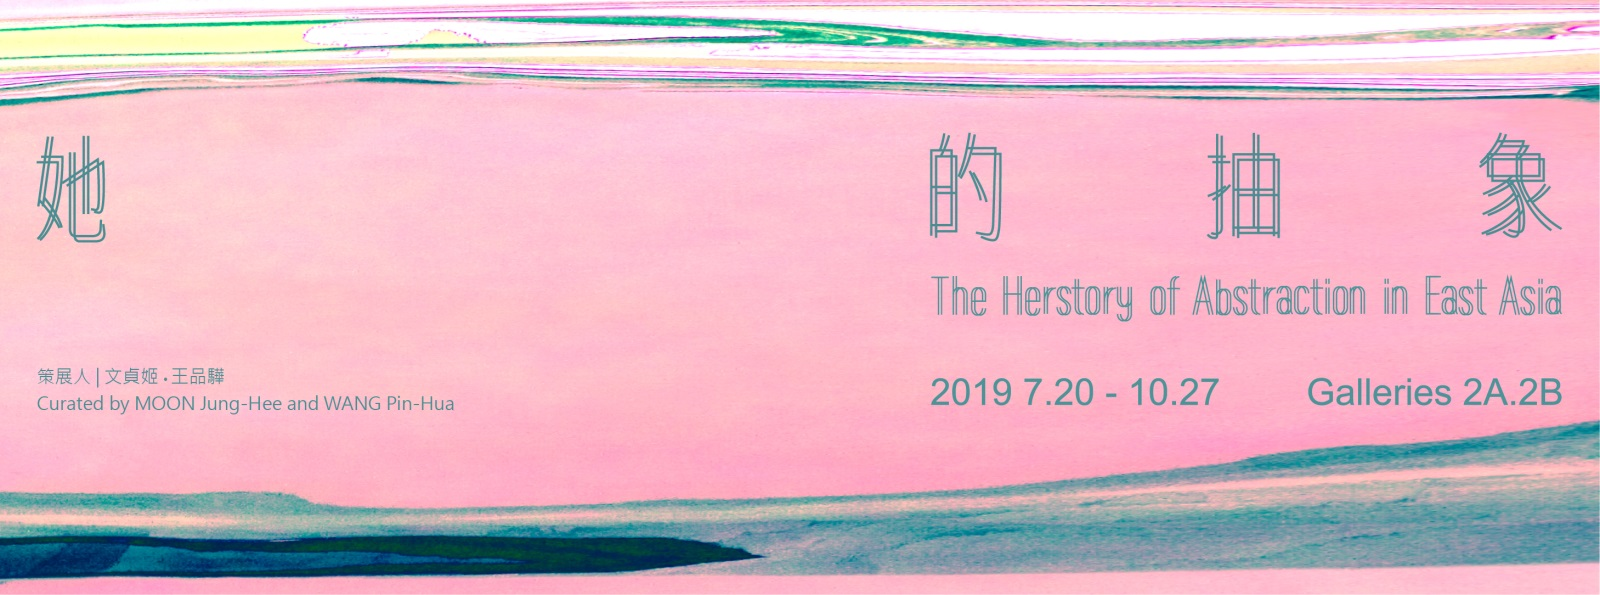 她的抽象
The Herstory of Abstraction in East Asia
策展人 | 文貞姬 . 王品驊
Curated by MOON Jung-Hee and WANG Pin-Hua
2019 7.20 - 10.27 Galleries 2A.2B